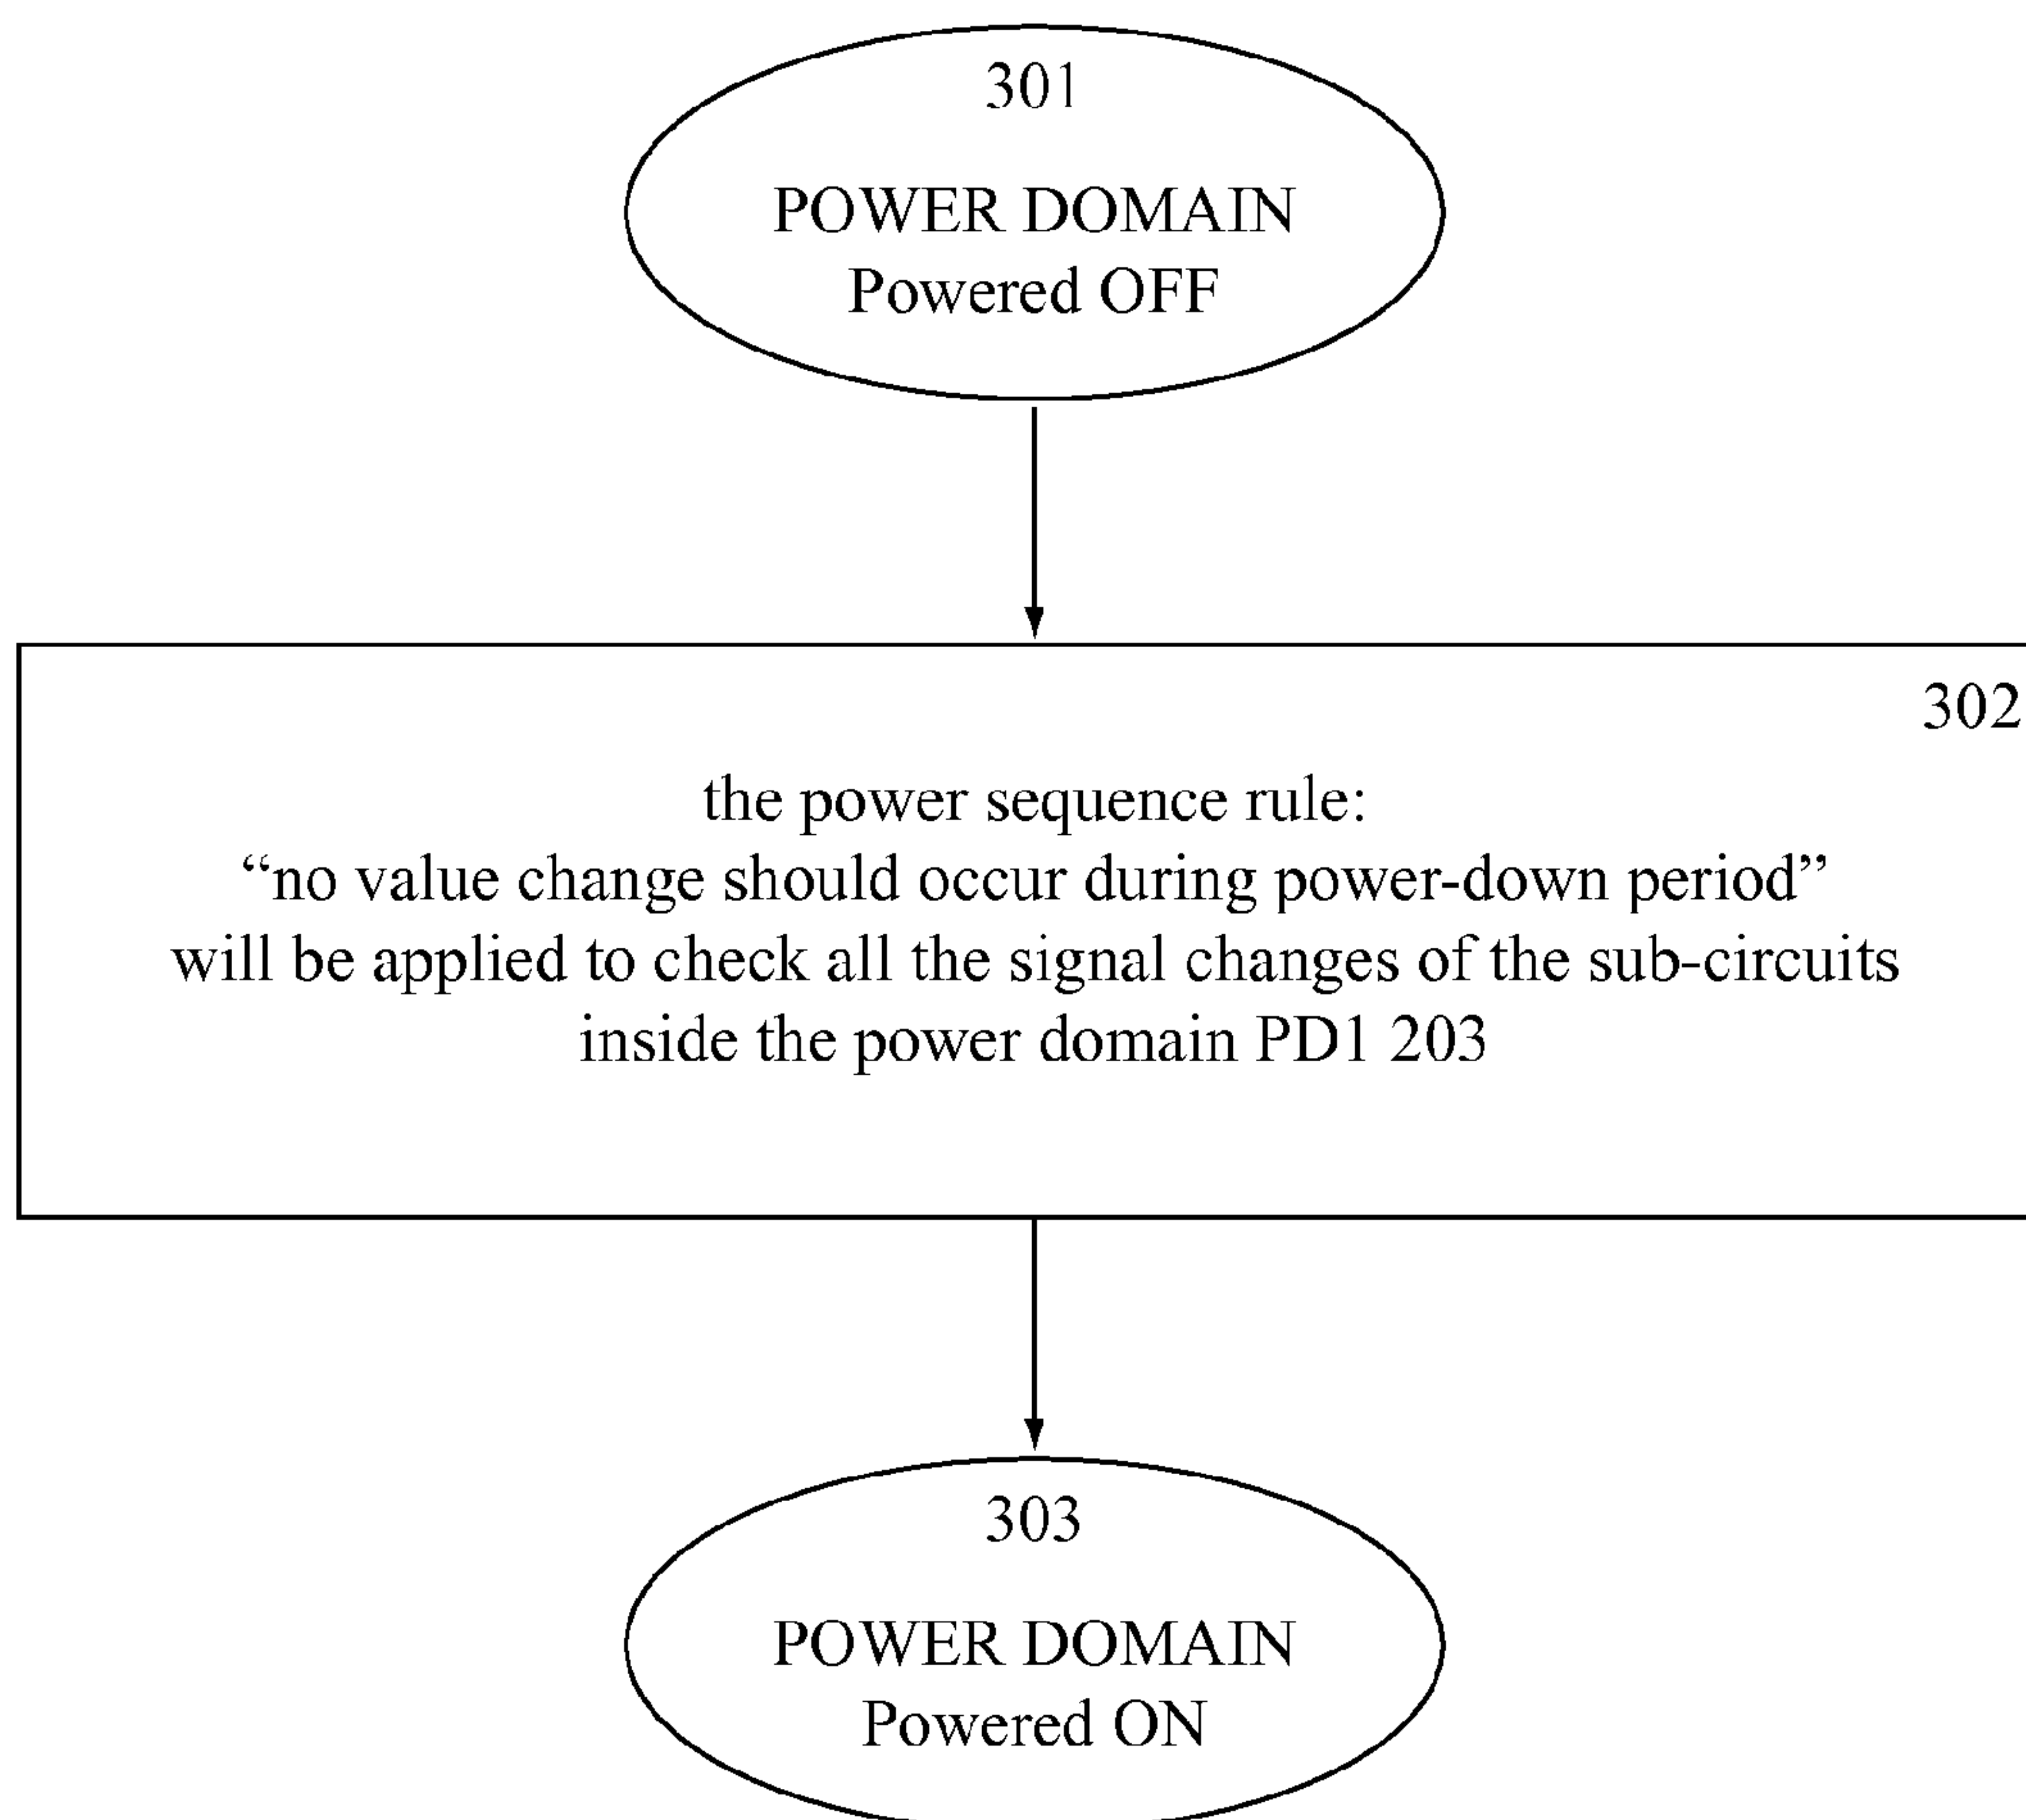 301
POWER DOMAIN
Powered OFF
302
the power sequence rule:
“no value change should occur during power-down period”
will be applied to check all the signal changes of the sub-circuits
inside the power domain PD1 203
303
POWER DOMAIN
Powered ON